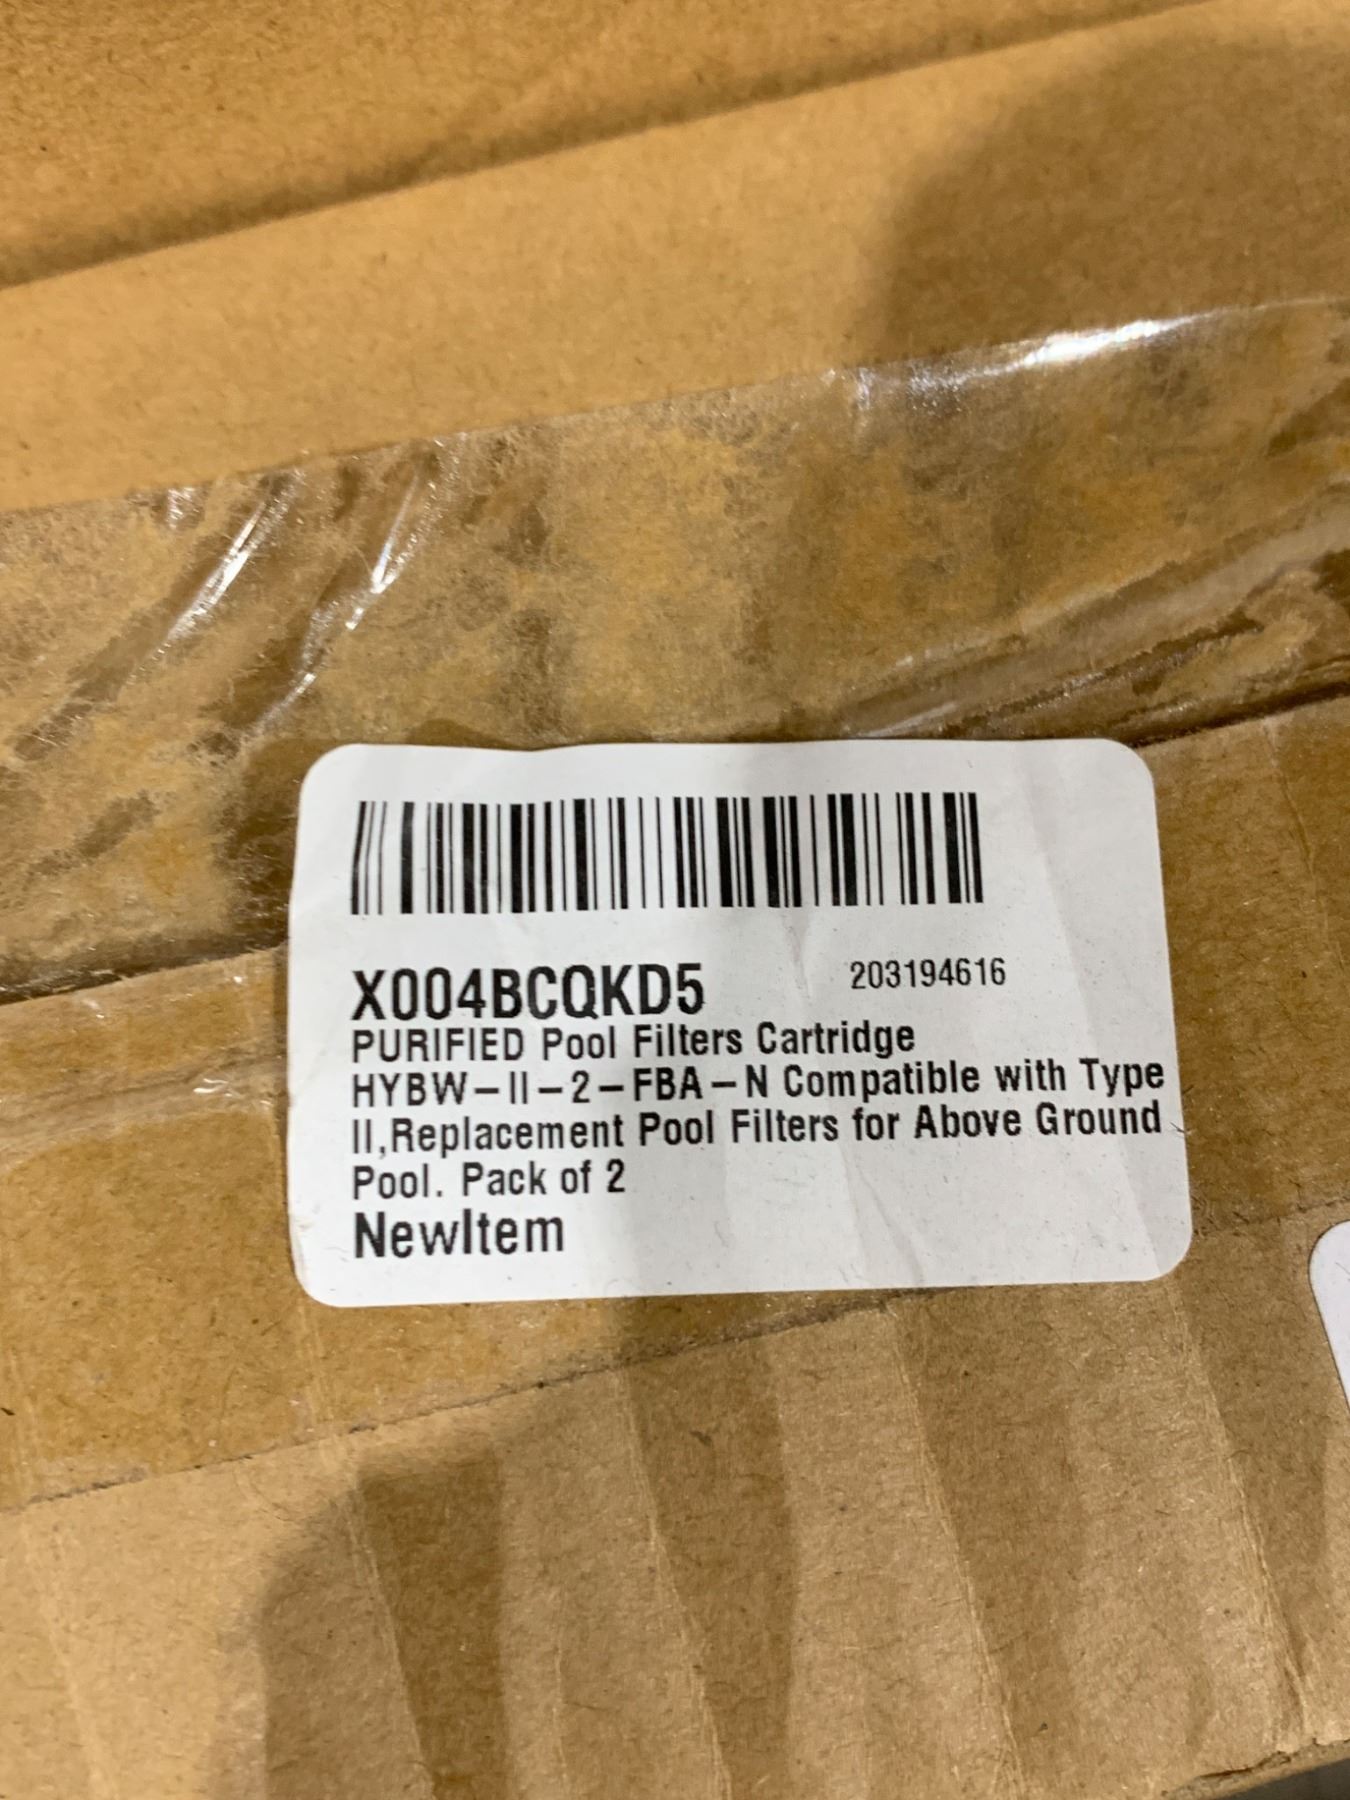 X004BCQKD5 203194616
PURIFIED Pool Filters Cartridge
HYBW-II-2-FBA-N Compatible with Type
II,Replacement Pool Filters for Above Ground
Pool. Pack of 2
NewItem